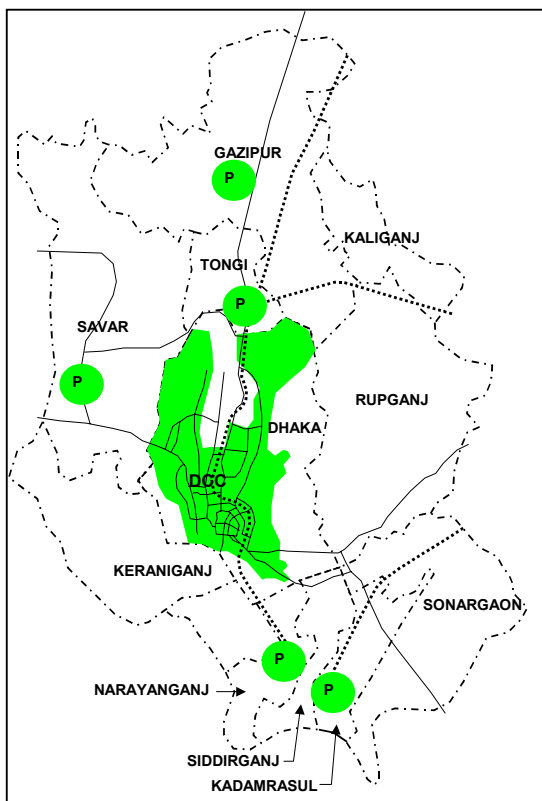 GAZIPUR
P
KALIGANJ
TONGI
P
SAVAR
P
RUPGANJ
DHAKA
DCC
KERANIGANJ
SONARGAON
P
NARAYANGANJ
P
SIDDIRGANJ
KADAMRASUL